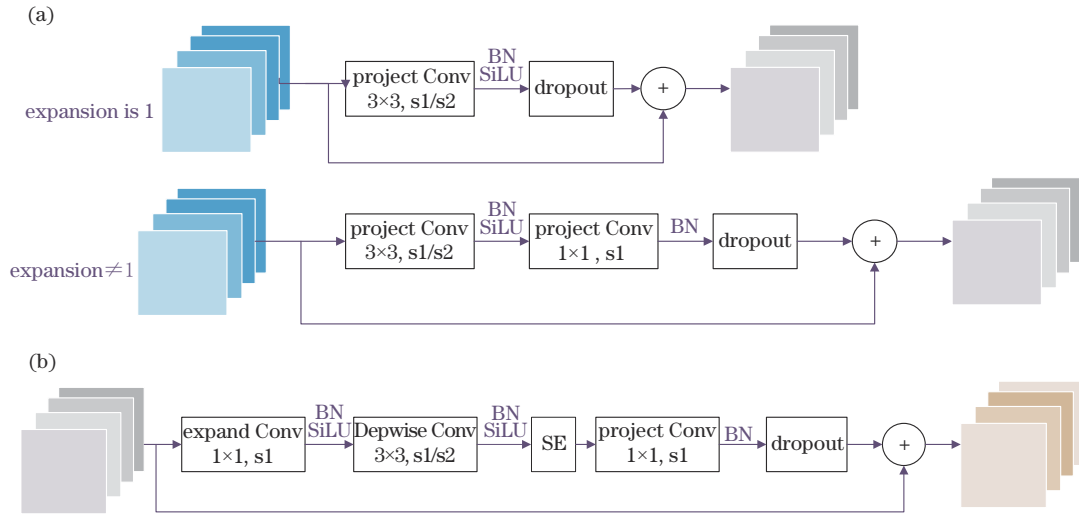 (a)
BN
SiLU
project Conv
3×3, s1/s2
dropout
+
expansion is 1
BN
SiLU
project Conv
3×3, s1/s2
project Conv
1×1 , s1
BN
dropout
+
expansion≠1
(b)
BN
SiLU
BN
SiLU
expand Conv
1×1, s1
Depwise Conv
3×3, s1/s2
SE
project Conv
1×1, s1
BN
dropout
+